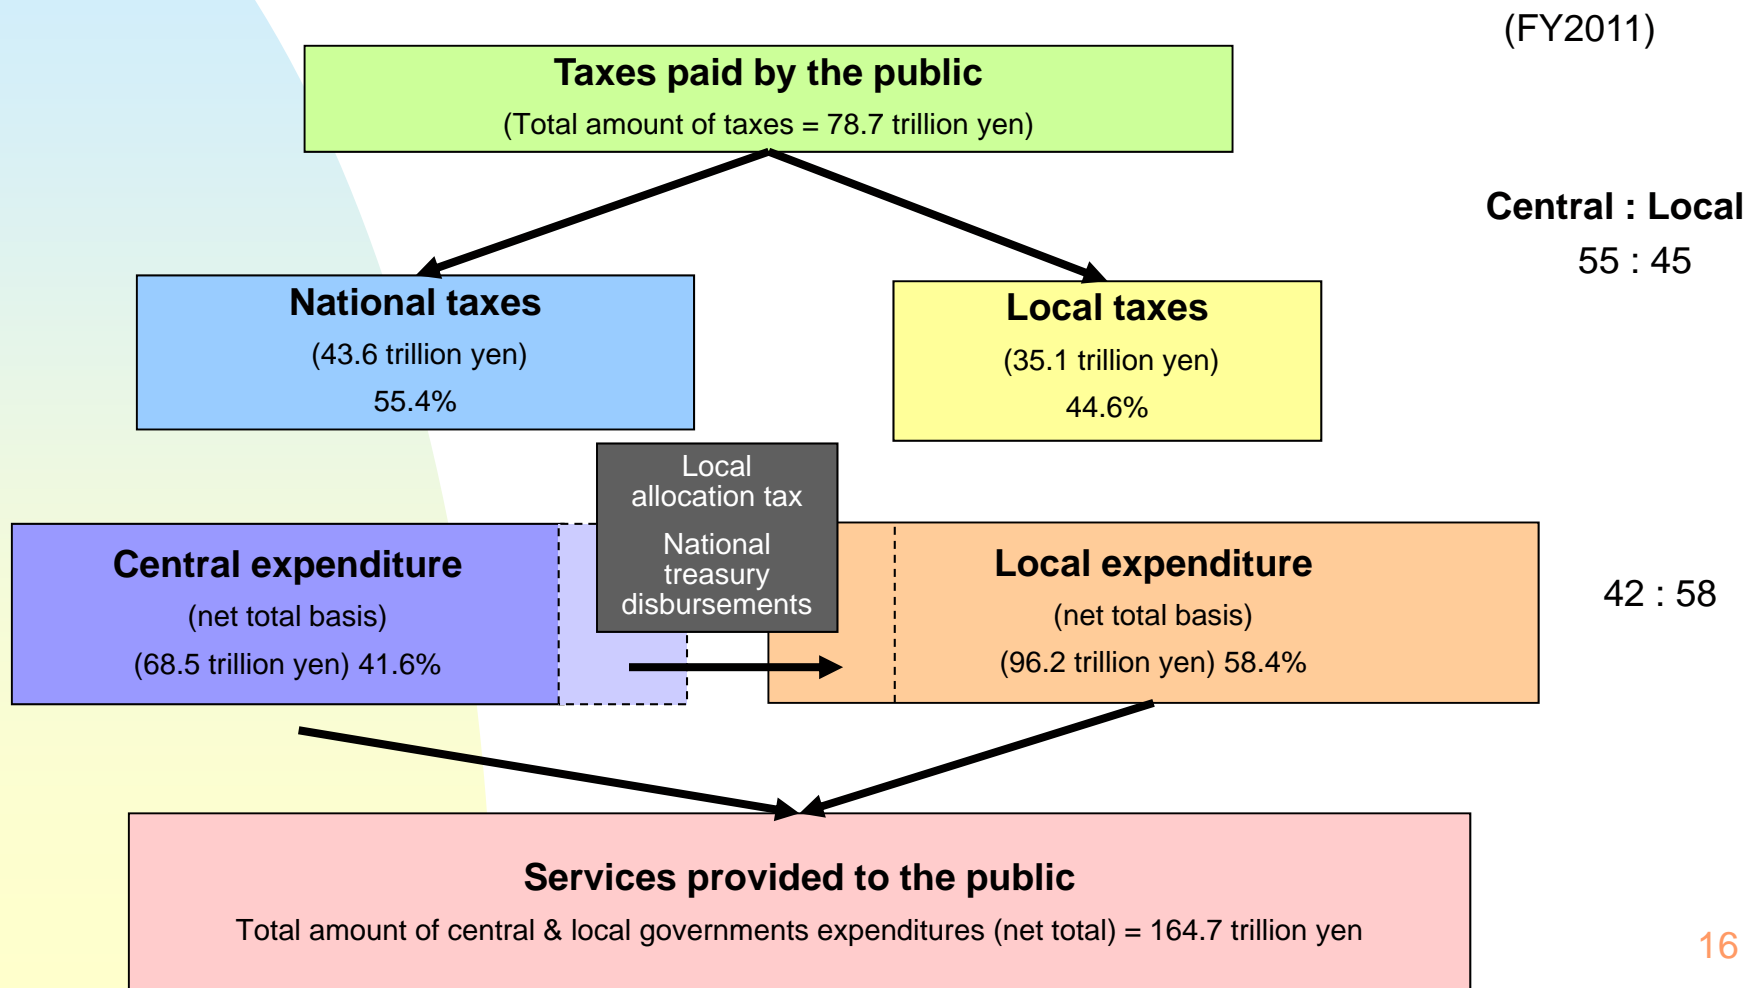 (FY2011)
Taxes paid by the public
(Total amount of taxes = 78.7 trillion yen)
Central : Local
55 : 45
National taxes
(43.6 trillion yen)
55.4%
Local taxes
(35.1 trillion yen)
44.6%
Local
allocation tax
National
treasury
disbursements
Central expenditure
(net total basis)
(68.5 trillion yen) 41.6%
Local expenditure
(net total basis)
(96.2 trillion yen) 58.4%
42 : 58
Services provided to the public
Total amount of central & local governments expenditures (net total) = 164.7 trillion yen
16